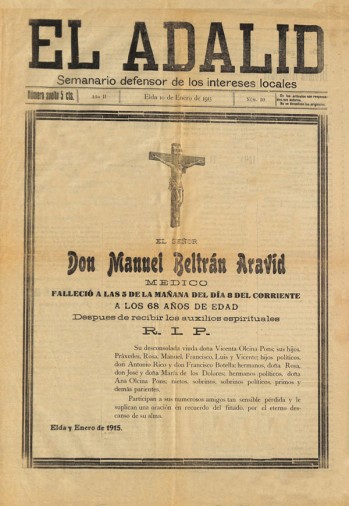 EL ADALID
Semanario defensor de los intereses locales
Número suelto 5 cts.
AÑO IV
Elda 10 de Enero de 1915
NÚM.
EL SEÑOR
Don Manuel Beltrán Aravid
MEDICO
FALLECIÓ A LAS 5 DE LA MAÑANA DEL DÍA 8 DEL CORRIENTE
A LOS 68 AÑOS DE EDAD
Despues de recibir los auxilios espirituales
R. I. P.
Su desconsolada viuda doña Vicenta Olcina Pons; sus hijos,
Práxedes, Rosa, Manuel, Francisco, Luis y Vicente; hijos políticos,
don Antonio Rico y don Francisco Botella; hermanos, doña Rosa,
don José y doña María de los Dolores; hermanos políticos, doña
Ana Olcina Pons; nietos, sobrinos, sobrinos políticos, primos y
demás parientes.
Participan a sus numerosos amigos tan sensible perdida y le
suplican una oración en recuerdo del finado, por el eterno des-
canso de su alma.
Elda y Enero de 1915.